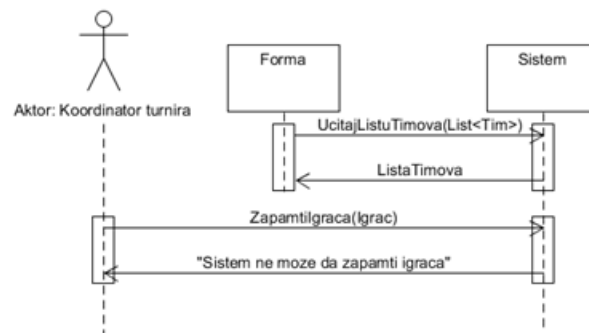 Forma
Sistem
Aktor: Koordinator turnira
UcitajListuTimova(List<Tim>)
ListaTimova
ZapamtiIgraca(Igrac)
"Sistem ne moze da zapamti igraca"